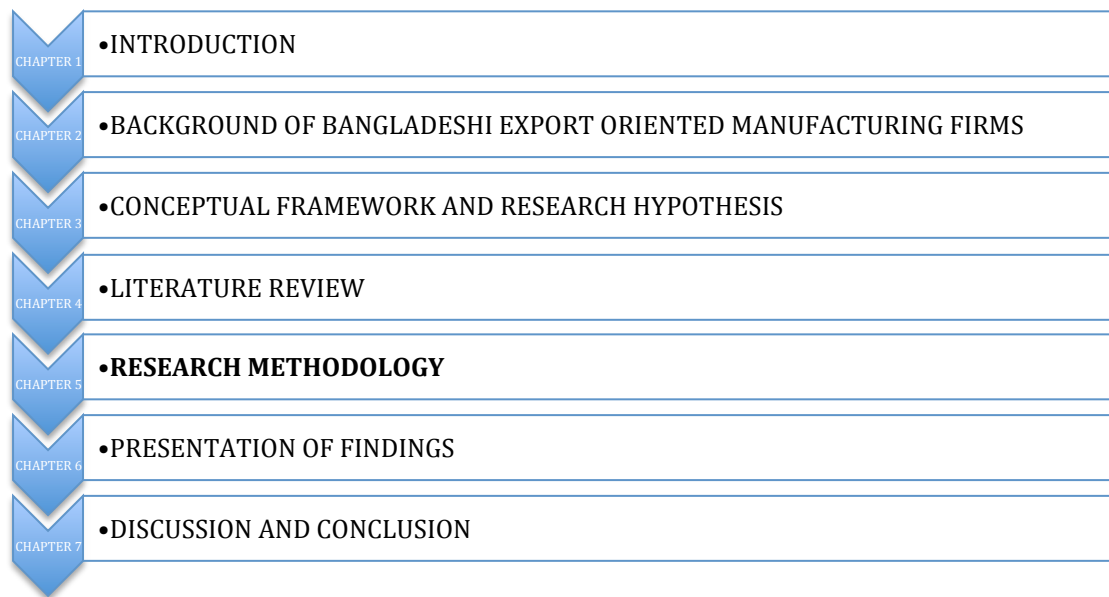 CHAPTER 1
•INTRODUCTION
CHAPTER 2
•BACKGROUND OF BANGLADESHI EXPORT ORIENTED MANUFACTURING FIRMS
CHAPTER 3
•CONCEPTUAL FRAMEWORK AND RESEARCH HYPOTHESIS
CHAPTER 4
•LITERATURE REVIEW
CHAPTER 5
•RESEARCH METHODOLOGY
CHAPTER 6
•PRESENTATION OF FINDINGS
CHAPTER 7
•DISCUSSION AND CONCLUSION